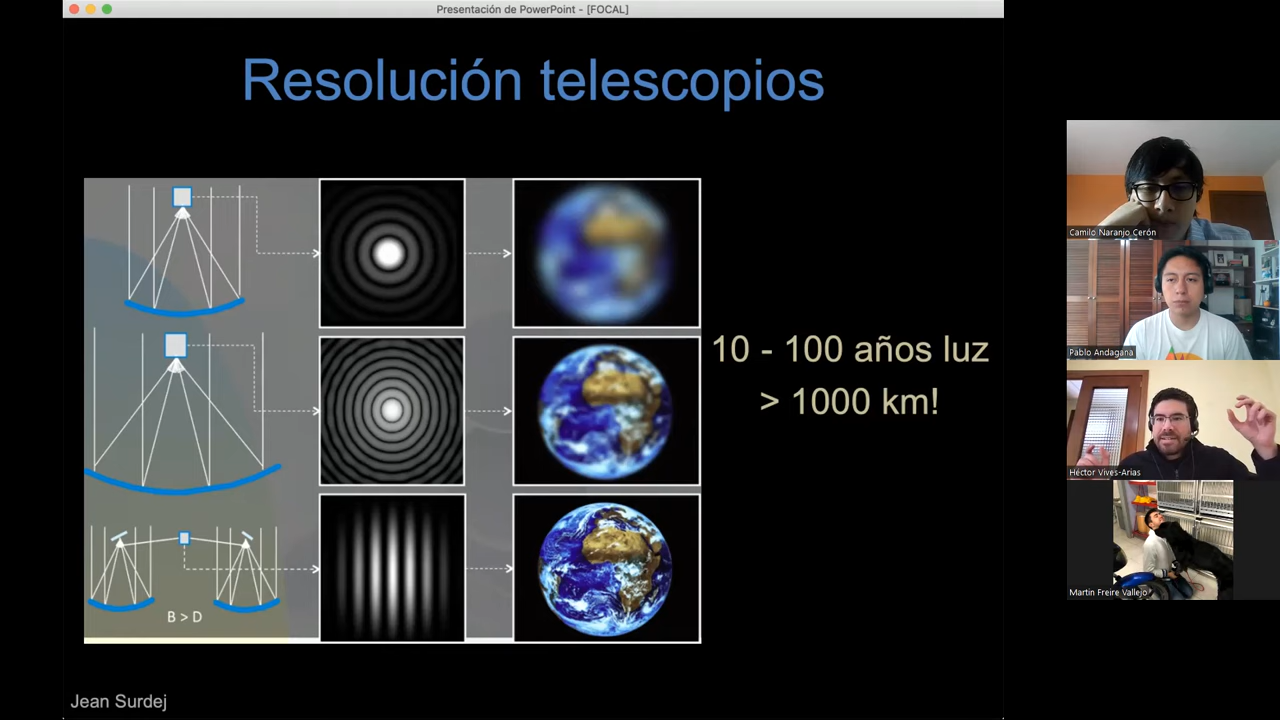 Presentación de PowerPoint - [FOCAL]
Resolución telescopios
10 - 100 años luz
> 1000 km!
B > D
Jean Surdej
Camilo Naranjo Cerón
Pablo Andagana
Héctor Vives-Arias
Martin Freire Vallejo